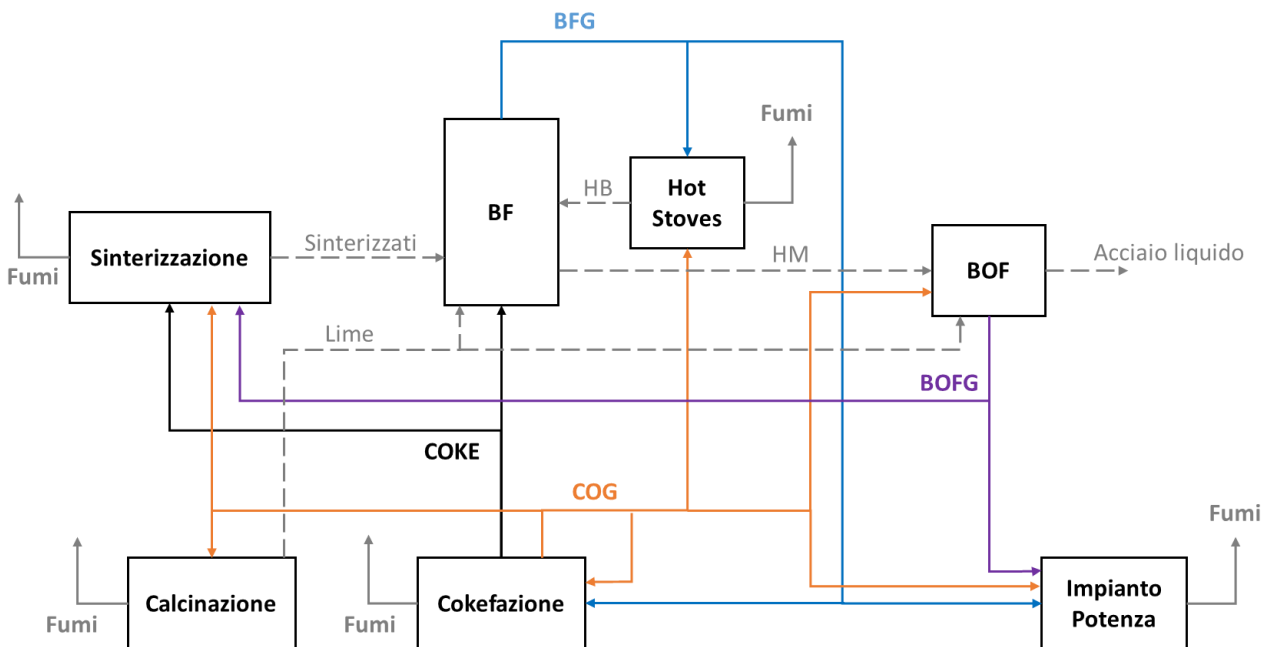 BFG
Fumi
HB
Hot
Stoves
BF
Sinterizzazione
Sinterizzati
Fumi
HM
BOF
Acciaio liquido
Lime
BOFG
COKE
COG
Fumi
Calcinazione
Fumi
Cokefazione
Fumi
Impianto
Potenza